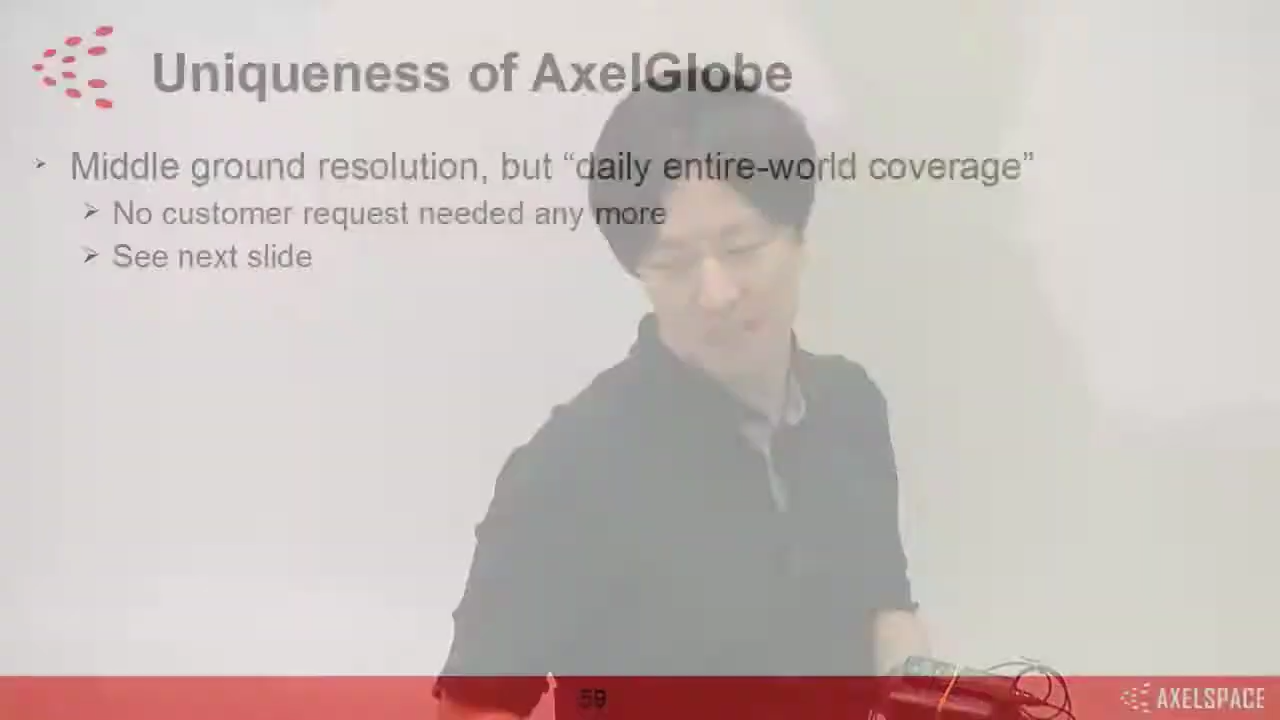 Uniqueness of AxelGlobe
Middle ground resolution, but “daily entire-world coverage”
No customer request needed any more
See next slide
59
AXELSPACE